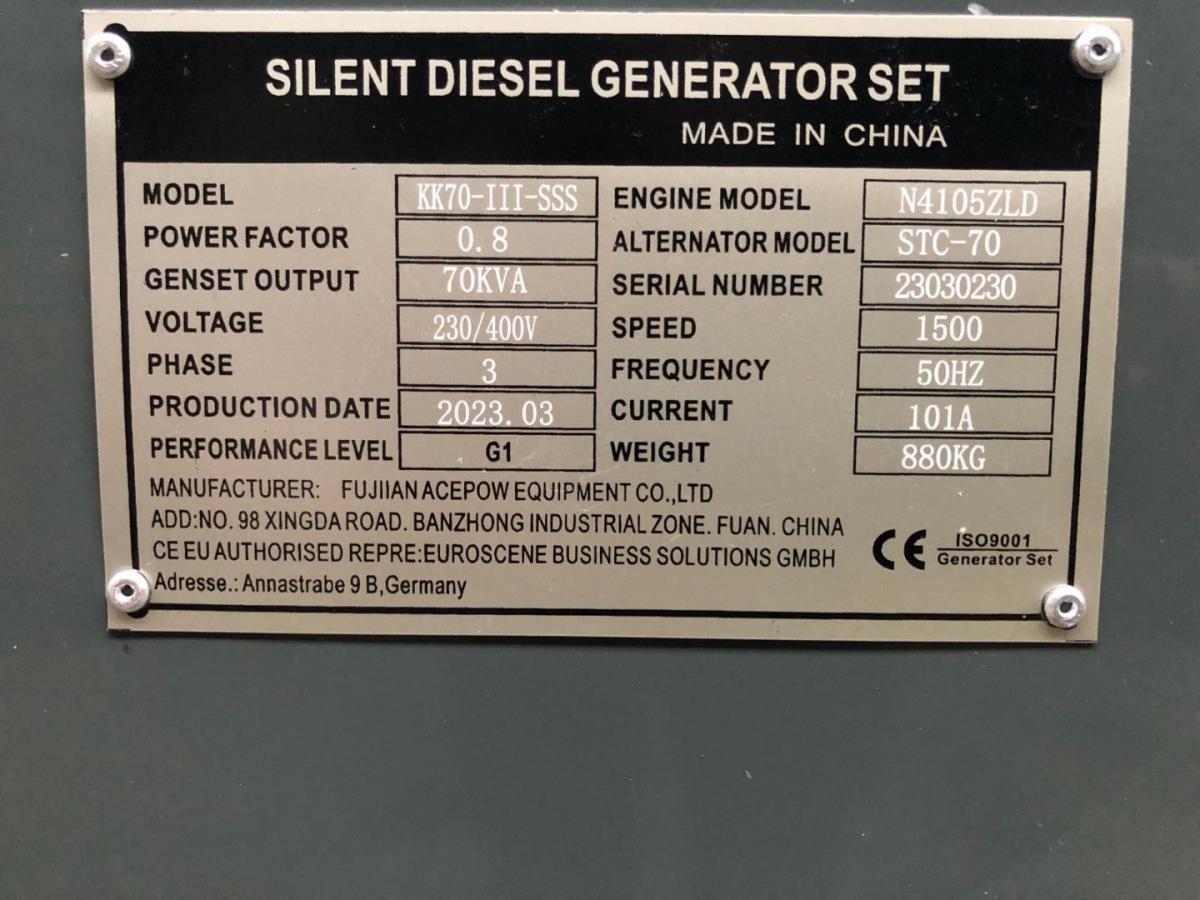 SILENT DIESEL GENERATOR SET
MADE IN CHINA
MODEL KK70-III-SSS ENGINE MODEL N4105ZLD
POWER FACTOR 0.8 ALTERNATOR MODEL STC-70
GENSET OUTPUT 70KVA SERIAL NUMBER 23030230
VOLTAGE 230/400V SPEED 1500
PHASE 3 FREQUENCY 50HZ
PRODUCTION DATE 2023.03 CURRENT 101A
PERFORMANCE LEVEL G1 WEIGHT 880KG
MANUFACTURER: FUJIIAN ACEPOW EQUIPMENT CO.,LTD
ADD:NO. 98 XINGDA ROAD. BANZHONG INDUSTRIAL ZONE. FUAN. CHINA
CE EU AUTHORISED REPRE:EUROSCENE BUSINESS SOLUTIONS GMBH
Adresse.: Annastrabe 9 B,Germany
CE ISO9001
Generator Set